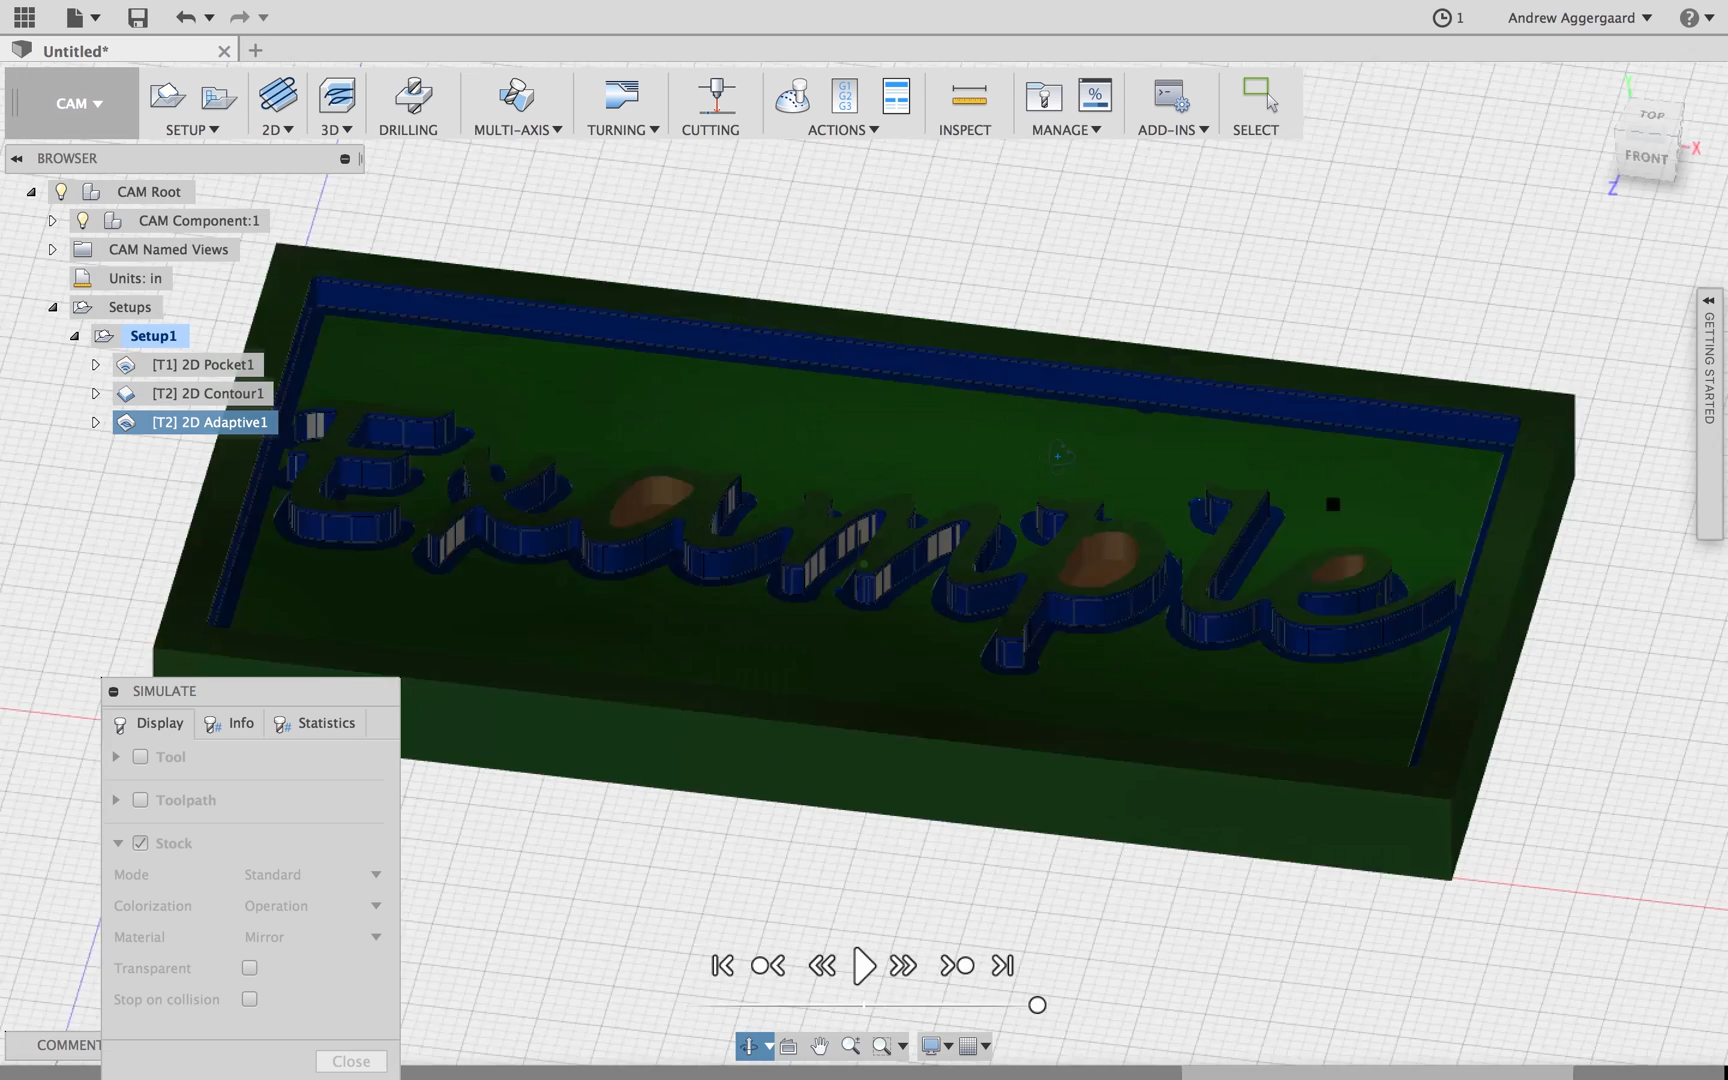 1
Andrew Aggergaard
?
Untitled*
CAM
G1
G2
G3
%
SETUP
2D
3D
DRILLING
MULTI-AXIS
TURNING
CUTTING
ACTIONS
INSPECT
MANAGE
ADD-INS
SELECT
Y
TOP
FRONT
X
Z
BROWSER
CAM Root
CAM Component:1
CAM Named Views
Units: in
Setups
Setup1
[T1] 2D Pocket1
[T2] 2D Contour1
[T2] 2D Adaptive1
GETTING STARTED
Example
SIMULATE
Display
Info
Statistics
Tool
Toolpath
Stock
Mode Standard
Colorization Operation
Material Mirror
Transparent
Stop on collision
COMMENT
Close